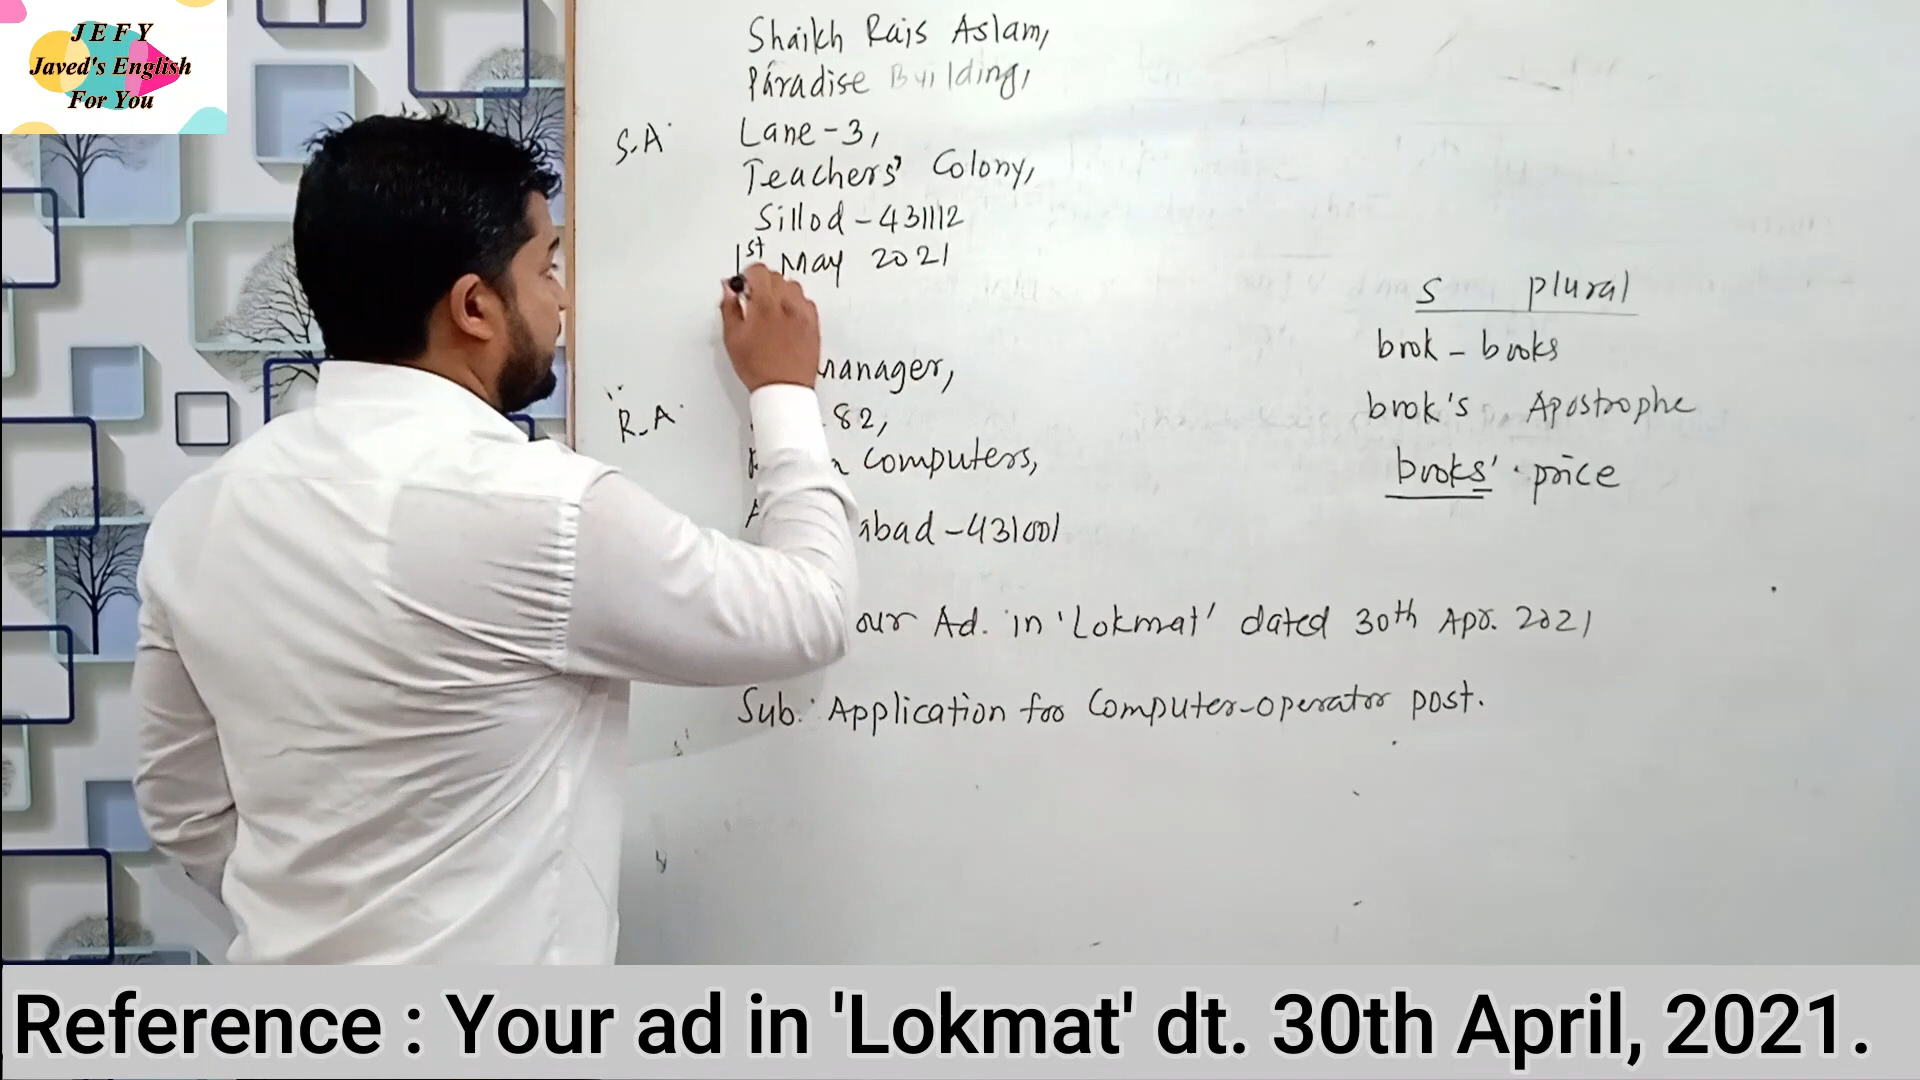 JEFY
Javed's English
For You
Shaikh Rais Aslam,
Paradise Building,
S.A.
Lane-3,
Teachers' Colony,
Sillod-431112
1st May 2021
manager,
R.A.
82,
Computers,
abad-431001
our Ad. in 'Lokmat' dated 30th Apr. 2021
Sub: Application for Computer-operator post.
s plural
book - books
book's Apostrophe
books' price
Reference : Your ad in 'Lokmat' dt. 30th April, 2021.